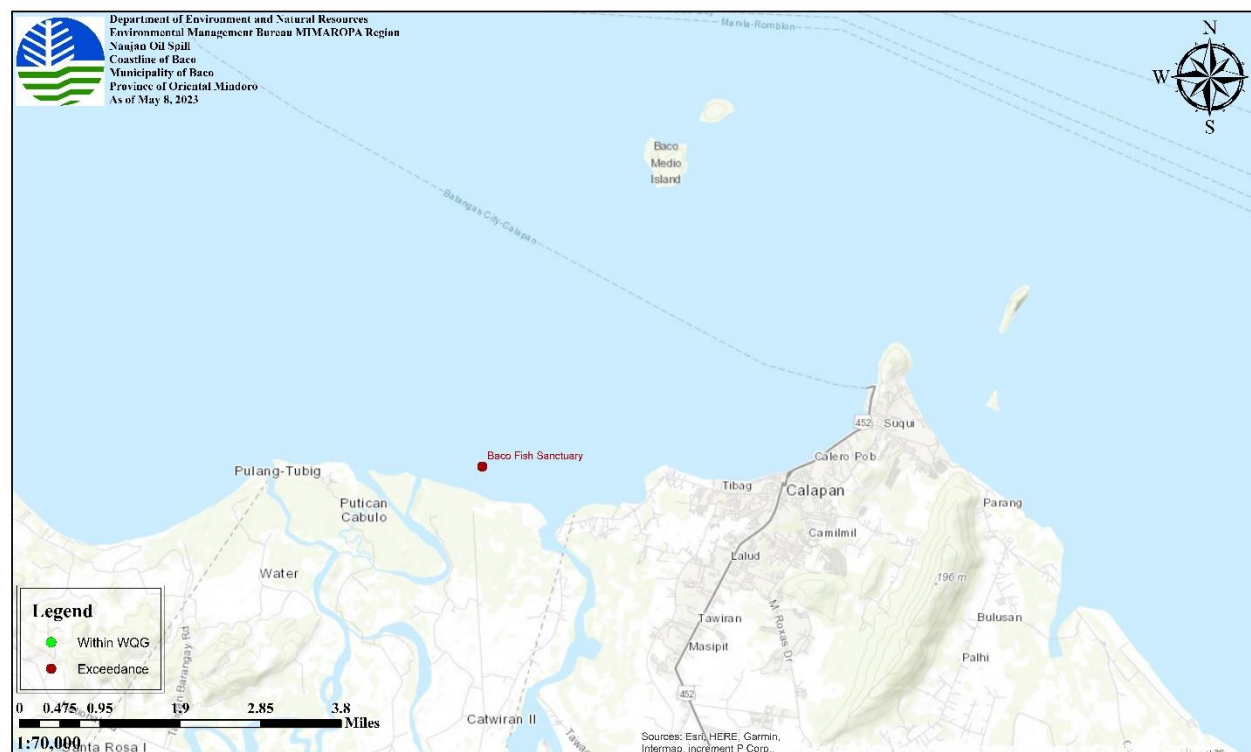 Department of Environment and Natural Resources
Environmental Management Bureau MIMAROPA Region
Naujan Oil Spill
Coastline of Baco
Municipality of Baco
Province of Oriental Mindoro
As of May 8, 2023
Manila-Romblon
N
W
S
Baco
Medio
Island
Batangas City-Calapan
452
Suqui
Baco Fish Sanctuary
Calero Pob.
Pulang-Tubig
Tibag
Calapan
Parang
Putican
Cabulo
Camilmil
Lalud
Water
196 m
Legend
Within WQG
Exceedance
Tawiran
M. Roxas-Dr
Bulusan
Masipit
Palhi
Barangay Rd
452
0 0.475 0.95 1.9 2.85 3.8
Miles
Catwiran II
1:70,000
Santa Rosa I
Sources: Esri, HERE, Garmin,
Intermap, increment P Corp.,